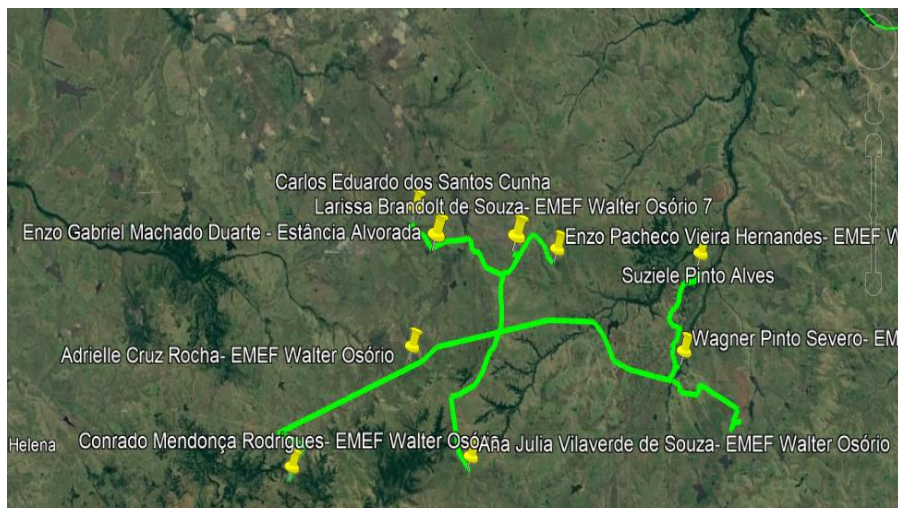 Carlos Eduardo dos Santos Cunha
Larissa Brandolt de Souza- EMEF Walter Osório 7
Enzo Gabriel Machado Duarte - Estância Alvorada
Enzo Pacheco Vieira Hernandes- EMEF W
Suziele Pinto Alves
Wagner Pinto Severo- EM
Adrielle Cruz Rocha- EMEF Walter Osório
Helena
Conrado Mendonça Rodrigues- EMEF Walter Osório
Ana Julia Vilaverde de Souza- EMEF Walter Osório